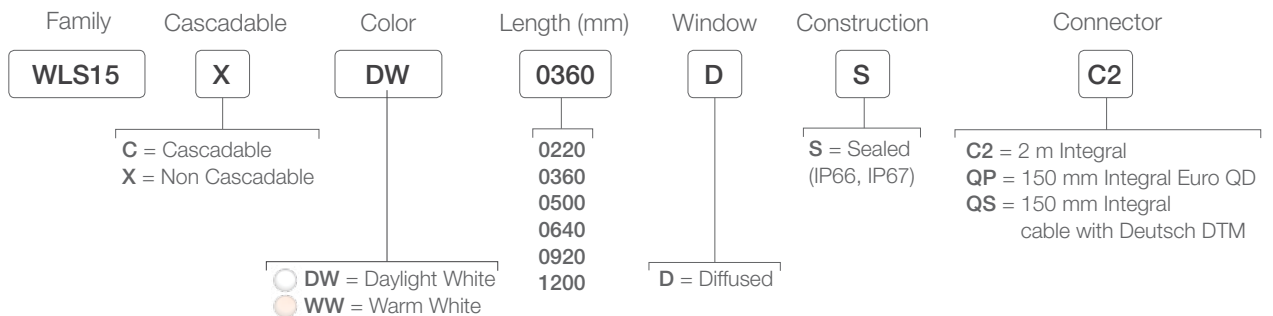 Family Cascadable Color Length (mm) Window Construction Connector
WLS15 X DW 0360 D S C2
C = Cascadable
X = Non Cascadable
DW = Daylight White
WW = Warm White
0220
0360
0500
0640
0920
1200
D = Diffused
S = Sealed
(IP66, IP67)
C2 = 2 m Integral
QP = 150 mm Integral Euro QD
QS = 150 mm Integral
cable with Deutsch DTM